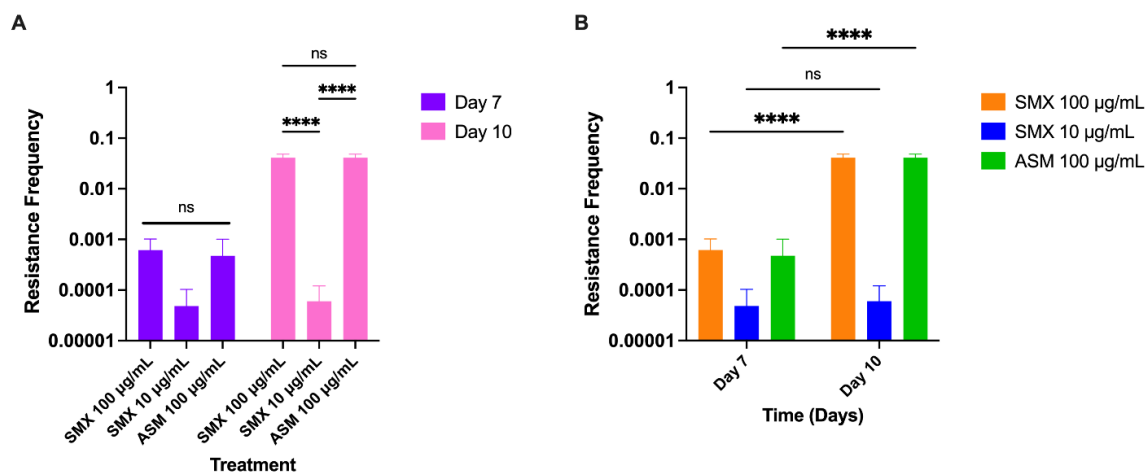 A
ns
ns
****
****
1
0.1
0.01
0.001
0.0001
0.00001
Resistance Frequency
SMX 100 µg/mL
SMX 10 µg/mL
ASM 100 µg/mL
SMX 100 µg/mL
SMX 10 µg/mL
ASM 100 µg/mL
Treatment
Day 7
Day 10
B
****
ns
****
1
0.1
0.01
0.001
0.0001
0.00001
Resistance Frequency
Day 7
Day 10
Time (Days)
SMX 100 µg/mL
SMX 10 µg/mL
ASM 100 µg/mL